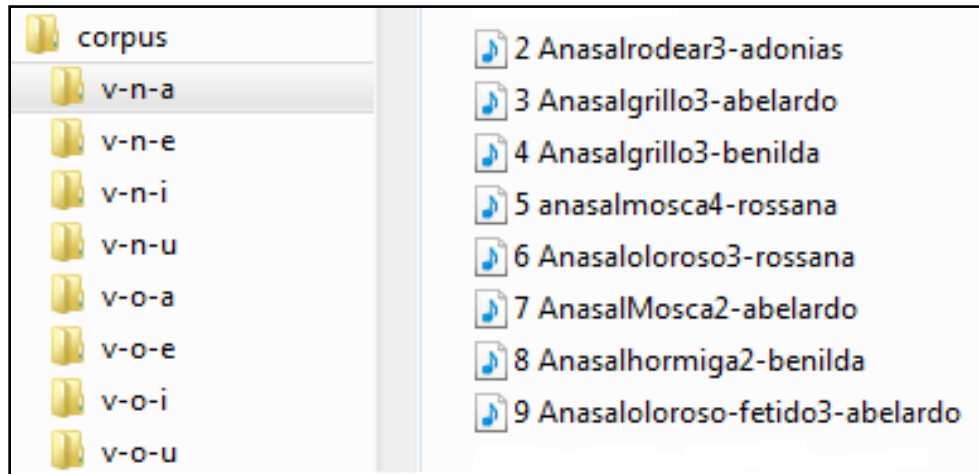 corpus
v-n-a
v-n-e
v-n-i
v-n-u
v-o-a
v-o-e
v-o-i
v-o-u
2 Anasalrodear3-adonias
3 Anasalgrillo3-abelardo
4 Anasalgrillo3-benilda
5 anasalmosca4-rossana
6 Anasaloloroso3-rossana
7 AnasalMosca2-abelardo
8 Anasalhormiga2-benilda
9 Anasaloloroso-fetido3-abelardo